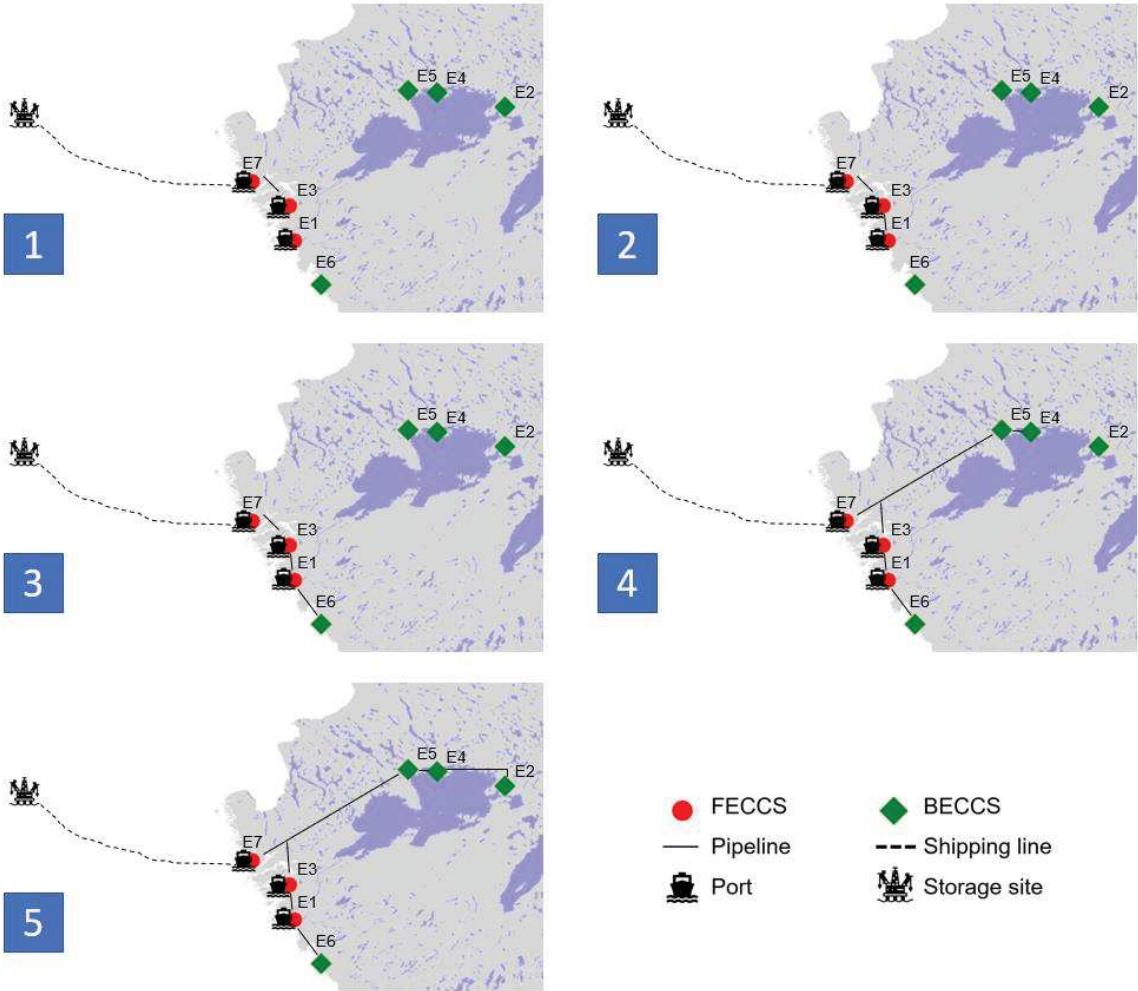 E5 E4
E2
E7
E3
E1
E6
1
E5 E4
E2
E7
E3
E1
E6
2
E5 E4
E2
E7
E3
E1
E6
3
E5 E4
E2
E7
E3
E1
E6
4
E5 E4
E2
E7
E3
E1
E6
5
FECCS
BECCS
Pipeline
Shipping line
Port
Storage site